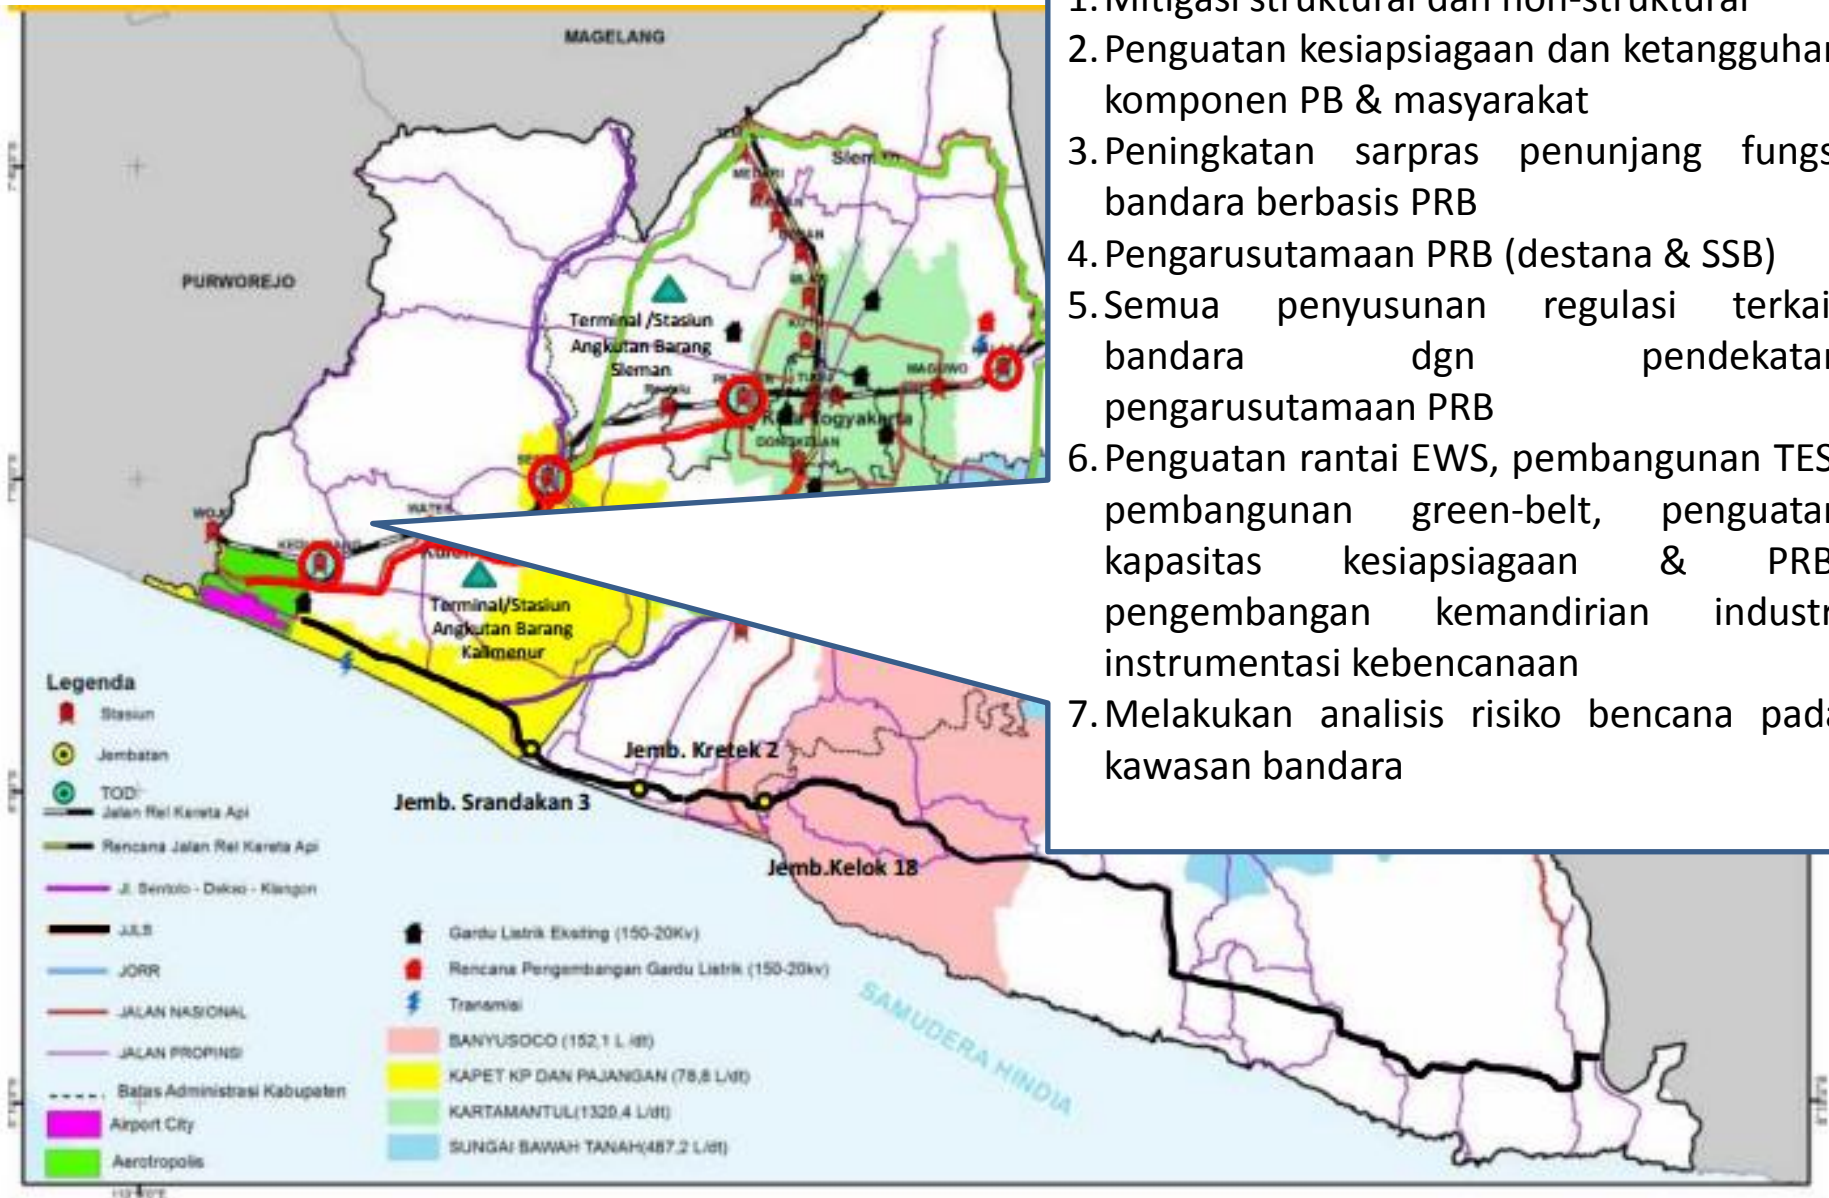 MAGELANG
PURWOREJO
Sleman
Terminal /Stasiun
Angkutan Barang
Sleman
MAGUWO
Yogyakarta
Terminal/Stasiun
Angkutan Barang
Kalimenur
Jemb. Kretek 2
Jemb. Srandakan 3
Jemb.Kelok 18
SAMUDERA HINDIA
Legenda
Stasiun
Jembatan
TOD
Jalan Rel Kereta Api
Rencana Jalan Rel Kereta Api
Jl. Sentolo - Dekso - Klangon
JJLS
JORR
JALAN NASIONAL
JALAN PROPINSI
Batas Administrasi Kabupaten
Airport City
Aerotropolis
Gardu Listrik Eksiting (150-20Kv)
Rencana Pengembangan Gardu Listrik (150-20kv)
Transmisi
BANYUSOCO (152,1 L /dt)
KAPET KP DAN PAJANGAN (78,8 L/dt)
KARTAMANTUL(1320,4 L/dt)
SUNGAI BAWAH TANAH(487,2 L/dt)
1. Mitigasi struktural dan non-struktural
2. Penguatan kesiapsiagaan dan ketangguhan
komponen PB & masyarakat
3. Peningkatan sarpras penunjang fungs
bandara berbasis PRB
4. Pengarusutamaan PRB (destana & SSB)
5. Semua penyusunan regulasi terkai
bandara dgn pendekatan
pengarusutamaan PRB
6. Penguatan rantai EWS, pembangunan TES
pembangunan green-belt, penguatan
kapasitas kesiapsiagaan & PRB
pengembangan kemandirian industr
instrumentasi kebencanaan
7. Melakukan analisis risiko bencana pada
kawasan bandara